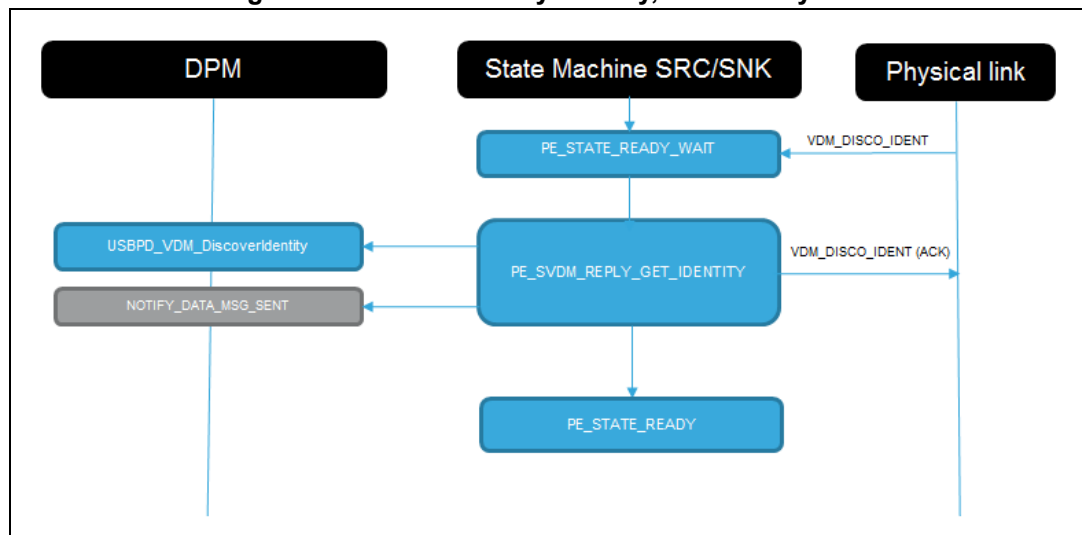 DPM
State Machine SRC/SNK
Physical link
PE_STATE_READY_WAIT
VDM_DISCO_IDENT
USBPD_VDM_DiscoverIdentity
PE_SVDM_REPLY_GET_IDENTITY
VDM_DISCO_IDENT (ACK)
NOTIFY_DATA_MSG_SENT
PE_STATE_READY